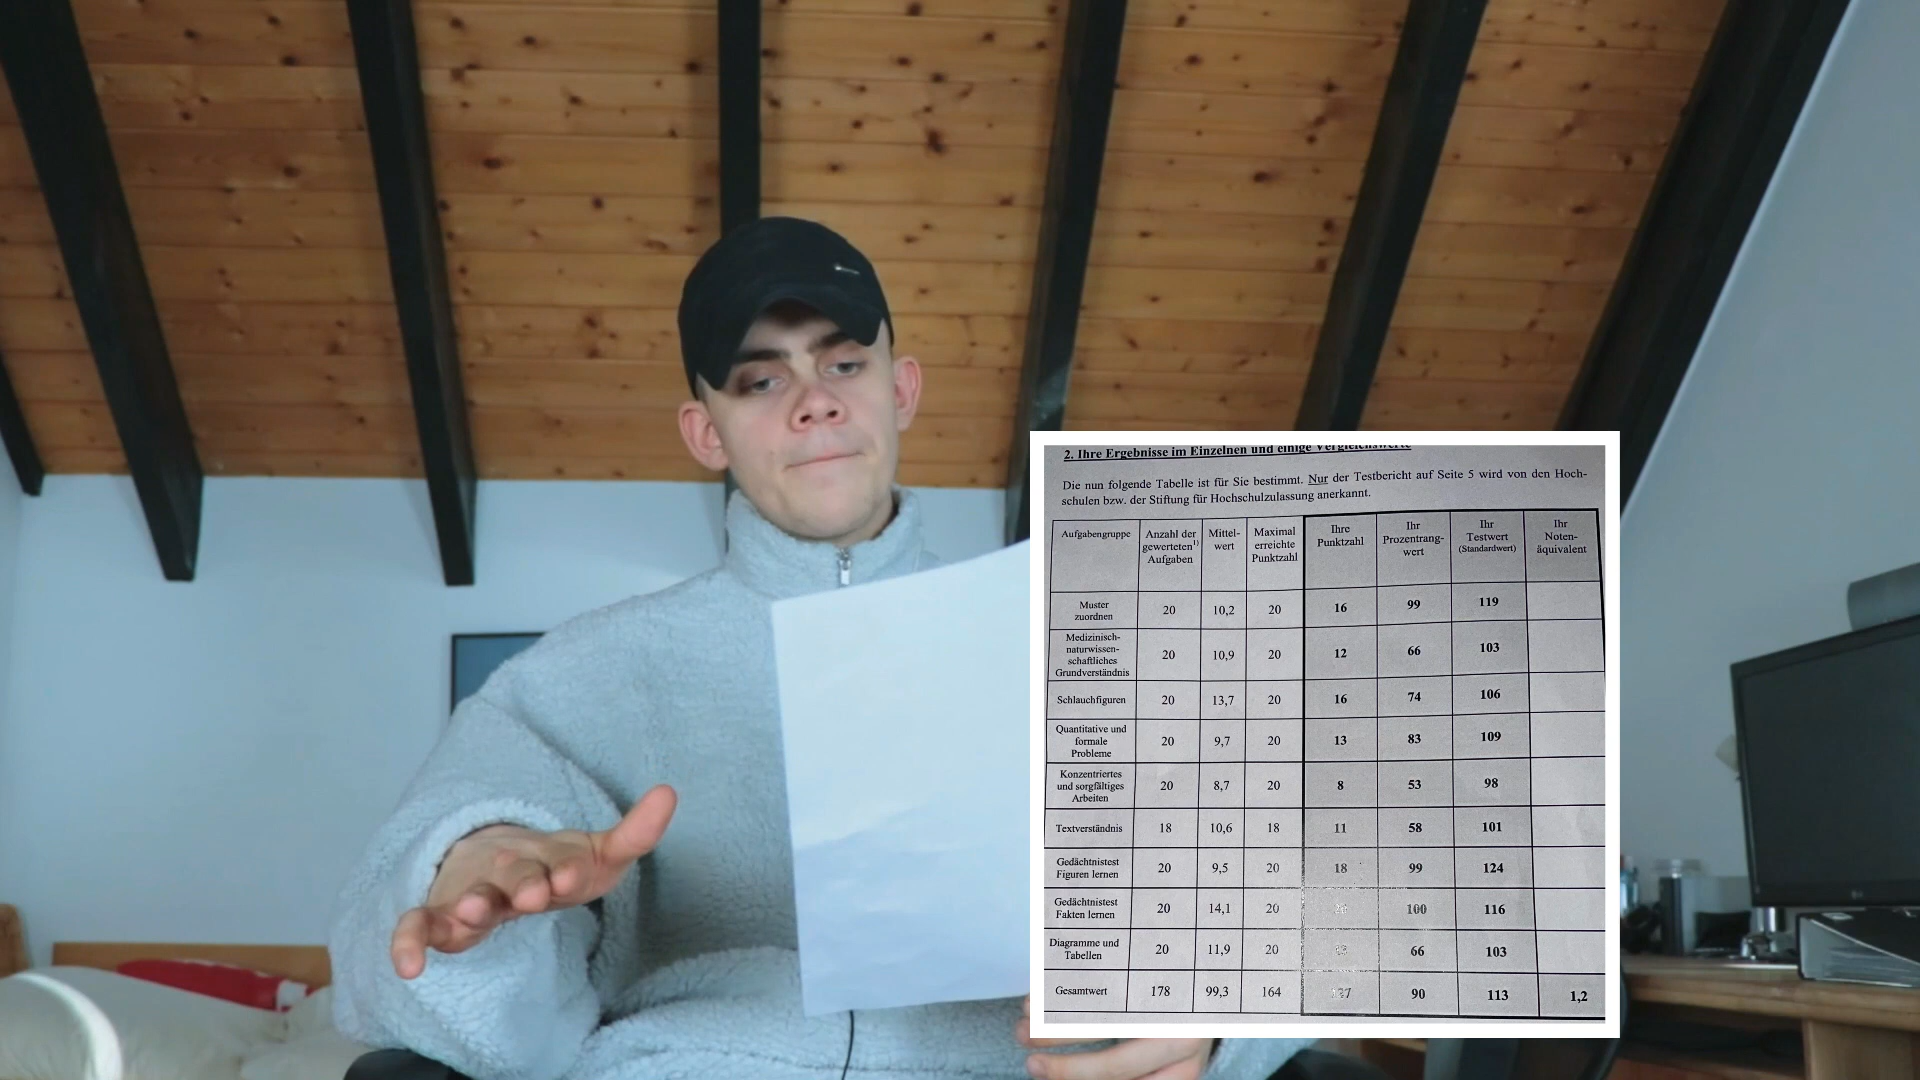 2. Ihre Ergebnisse im Einzelnen und einige Vergleichswerte
Die nun folgende Tabelle ist für Sie bestimmt. Nur der Testbericht auf Seite 5 wird von den Hoch-
schulen bzw. der Stiftung für Hochschulzulassung anerkannt.
Aufgabengruppe Anzahl der gewerteten¹⁾ Aufgaben Mittel-wert Maximal erreichte Punktzahl Ihre Punktzahl Ihr Prozentrang-wert Ihr Testwert (Standardwert) Ihr Noten-äquivalent
Muster zuordnen 20 10,2 20 16 99 119
Medizinisch-naturwissen-schaftliches Grundverständnis 20 10,9 20 12 66 103
Schlauchfiguren 20 13,7 20 16 74 106
Quantitative und formale Probleme 20 9,7 20 13 83 109
Konzentriertes und sorgfältiges Arbeiten 20 8,7 20 8 53 98
Textverständnis 18 10,6 18 11 58 101
Gedächtnistest Figuren lernen 20 9,5 20 18 99 124
Gedächtnistest Fakten lernen 20 14,1 20 100 116
Diagramme und Tabellen 20 11,9 20 66 103
Gesamtwert 178 99,3 164 90 113 1,2